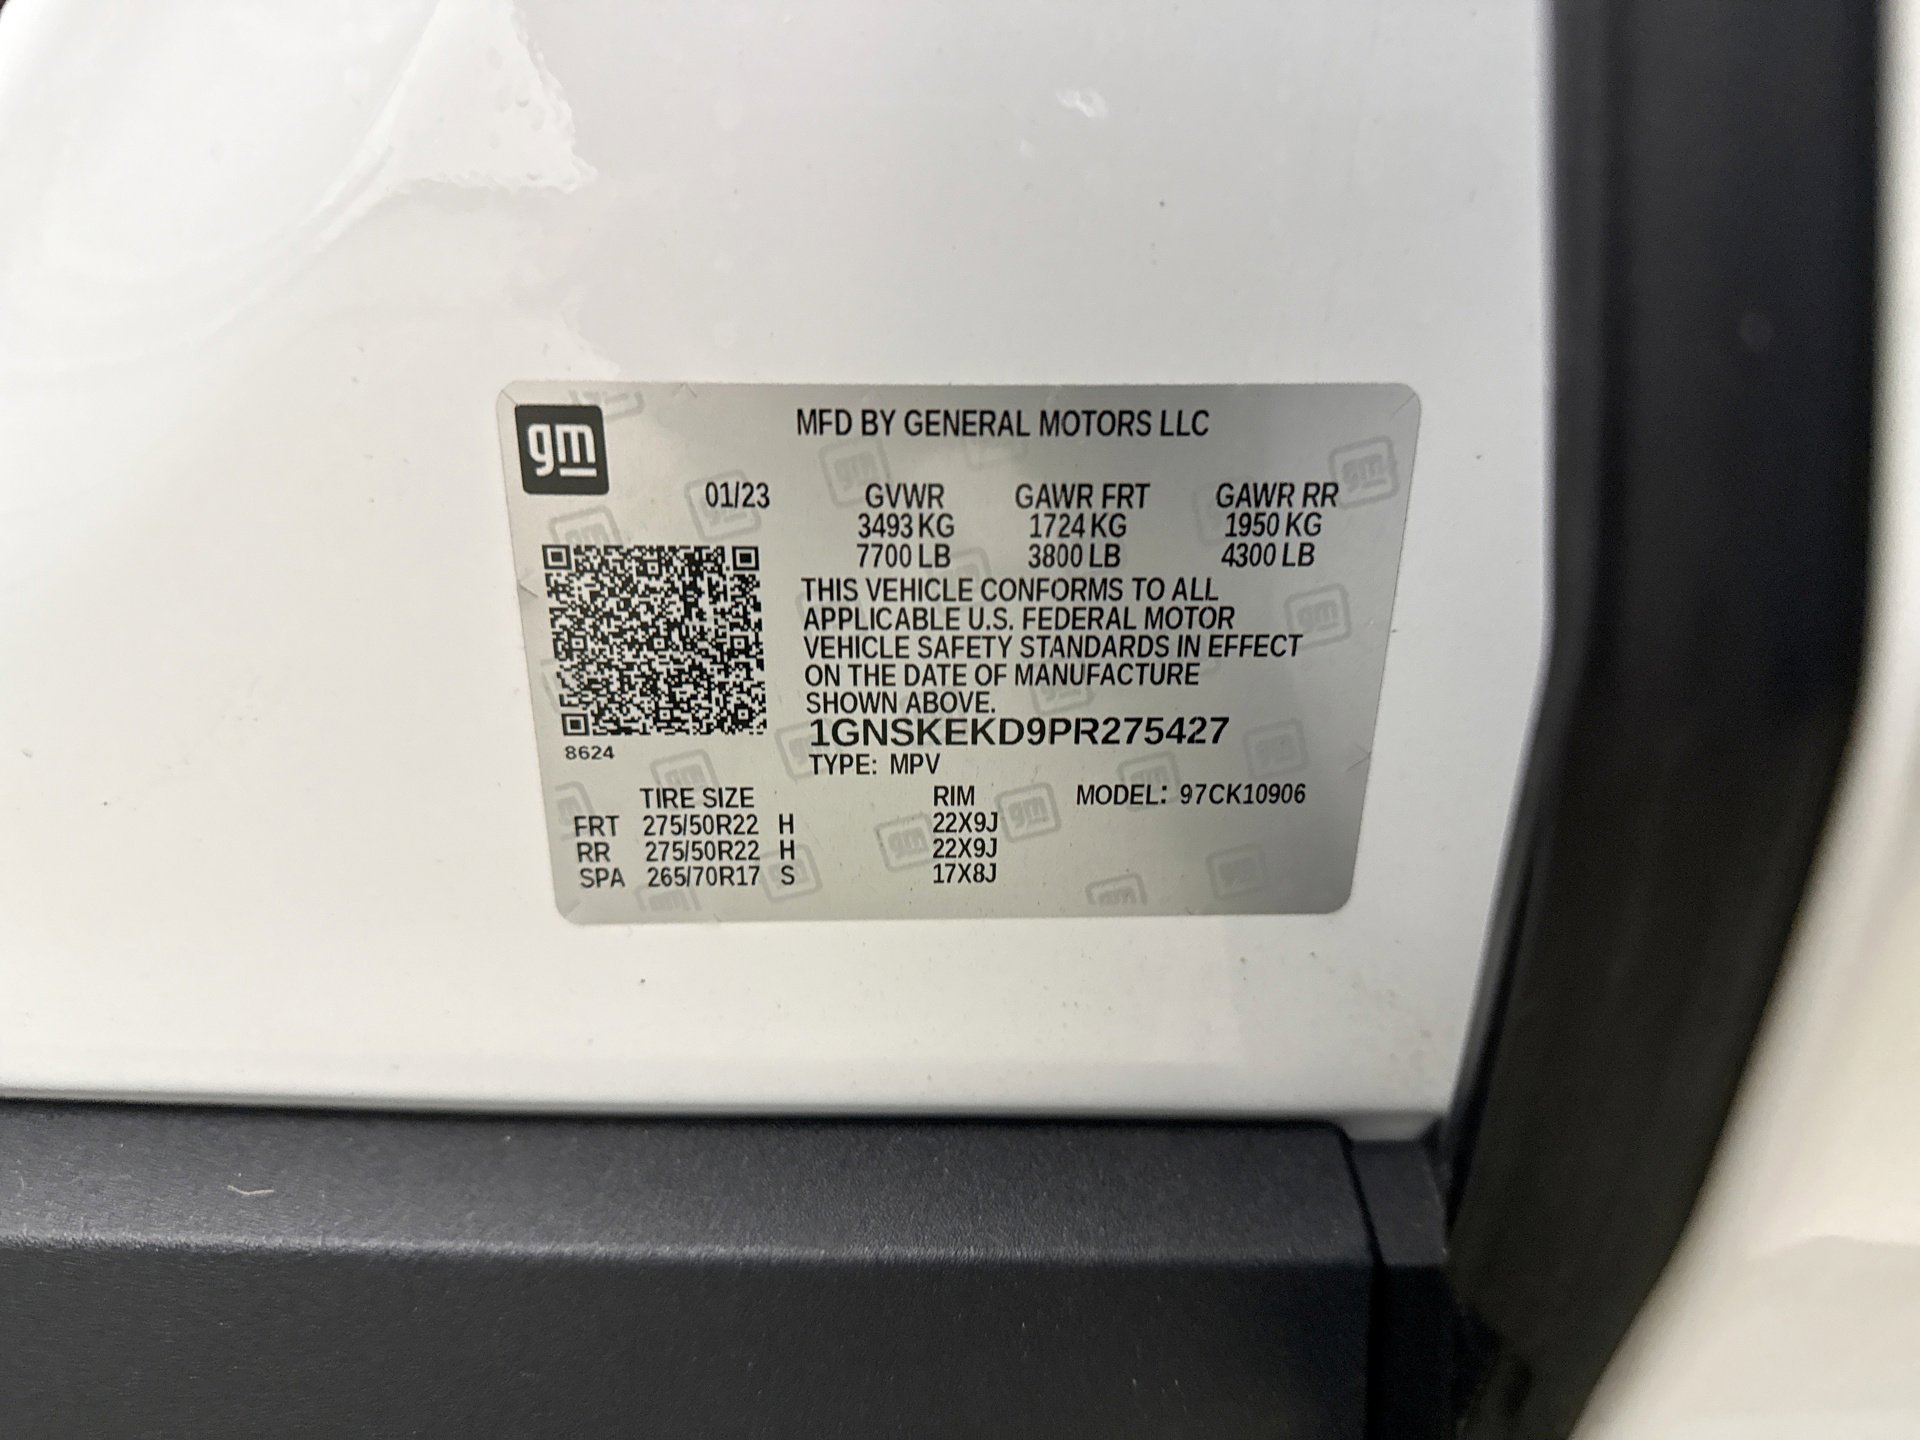 gm
MFD BY GENERAL MOTORS LLC
01/23 GVWR GAWR FRT GAWR RR
3493 KG 1724 KG 1950 KG
7700 LB 3800 LB 4300 LB
THIS VEHICLE CONFORMS TO ALL
APPLICABLE U.S. FEDERAL MOTOR
VEHICLE SAFETY STANDARDS IN EFFECT
ON THE DATE OF MANUFACTURE
SHOWN ABOVE.
1GNSKEKD9PR275427
8624
TYPE: MPV
TIRE SIZE RIM MODEL: 97CK10906
FRT 275/50R22 H 22X9J
RR 275/50R22 H 22X9J
SPA 265/70R17 S 17X8J